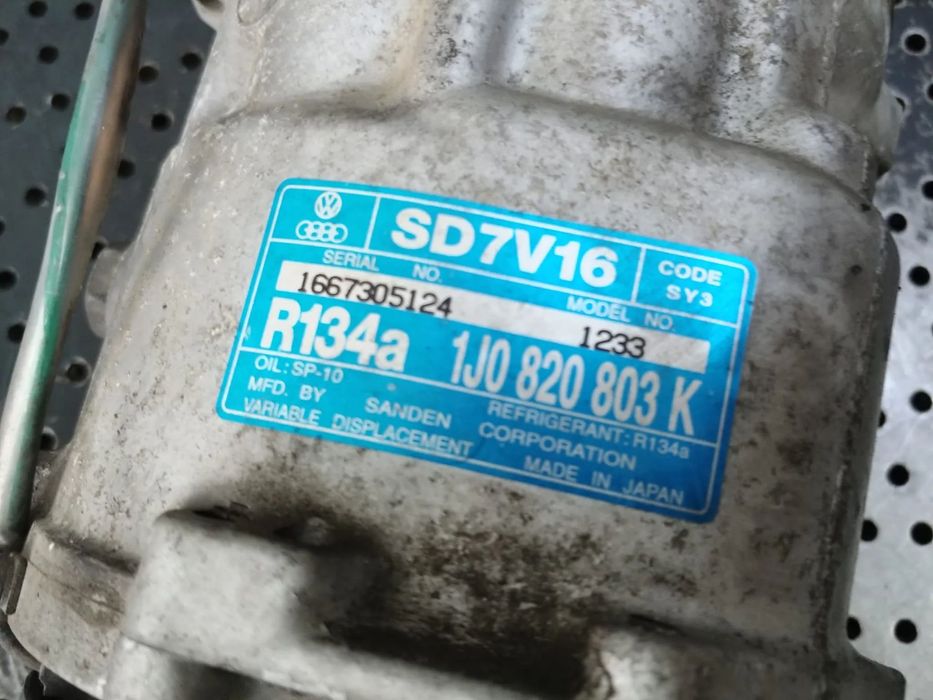 SD7V16
CODE
SY3
SERIAL NO.
MODEL NO.
1667305124
1233
R134a
1J0 820 803 K
OIL: SP-10
REFRIGERANT: R134a
MFD. BY SANDEN CORPORATION
VARIABLE DISPLACEMENT
MADE IN JAPAN